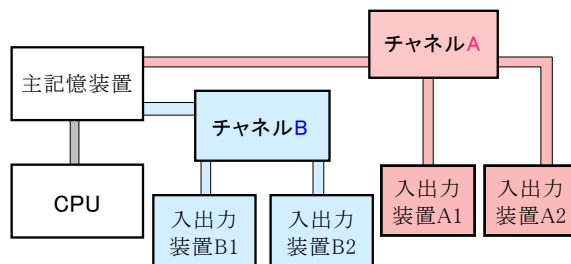 チャネルA
主記憶装置
チャネルB
CPU
入出力
装置B1
入出力
装置B2
入出力
装置A1
入出力
装置A2